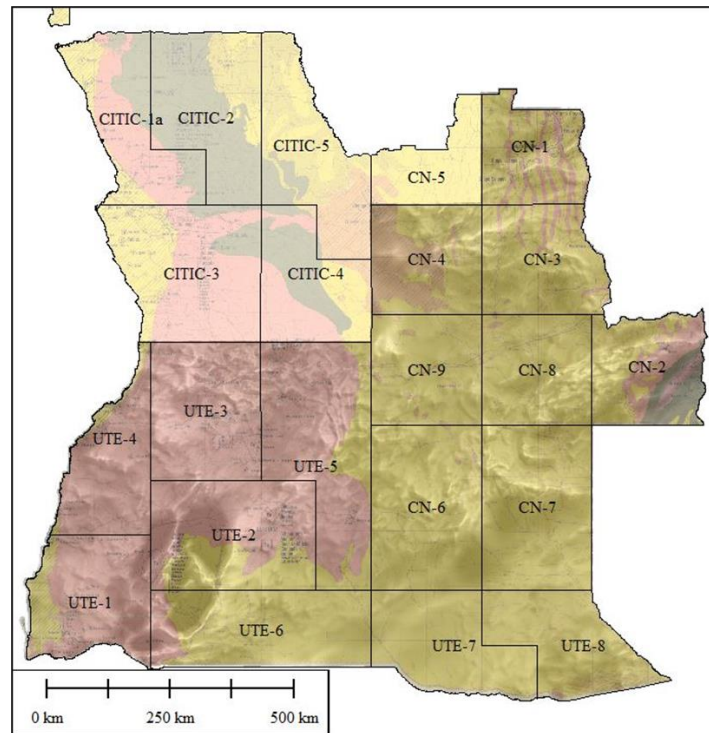 CITIC-1a
CITIC-2
CITIC-5
CN-5
CN-1
CITIC-3
CITIC-4
CN-4
CN-3
CN-9
CN-8
CN-2
UTE-3
UTE-4
UTE-5
CN-6
CN-7
UTE-2
UTE-1
UTE-6
UTE-7
UTE-8
0 km 250 km 500 km